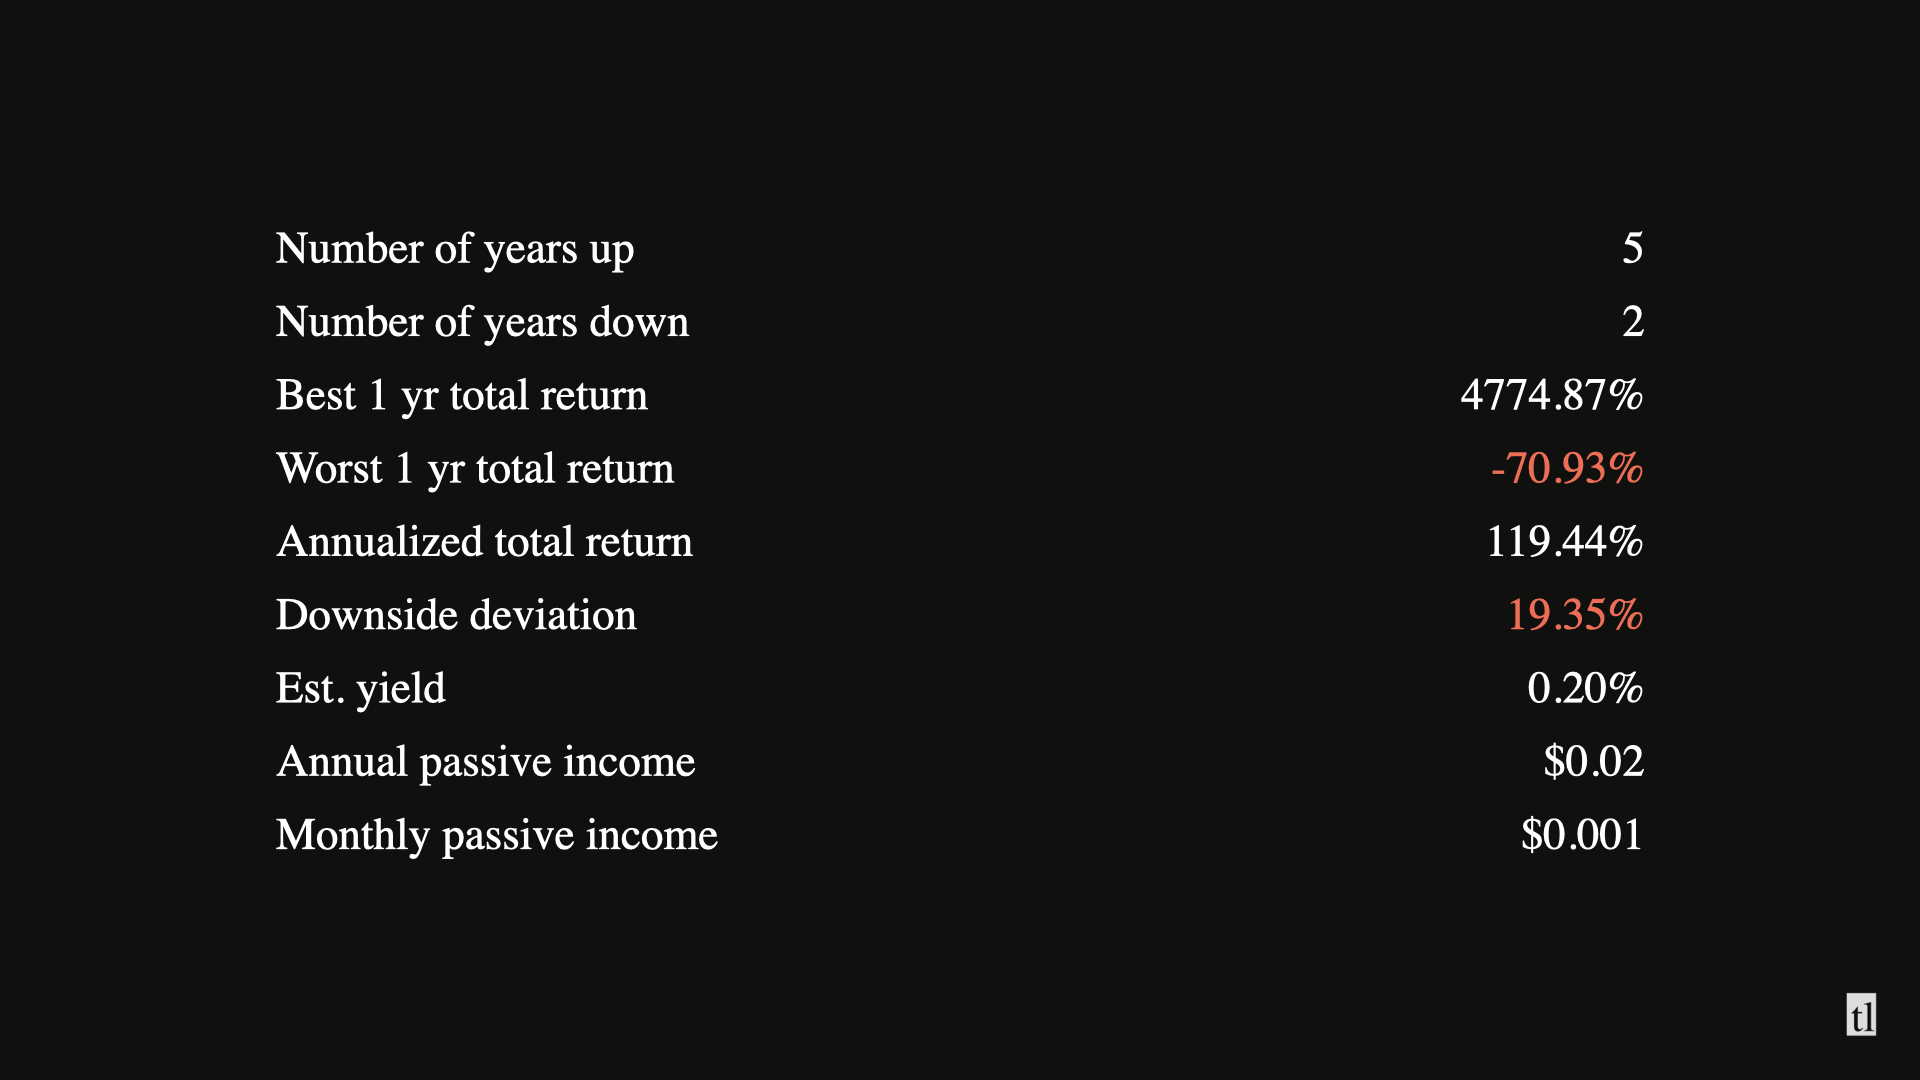 Number of years up 5
Number of years down 2
Best 1 yr total return 4774.87%
Worst 1 yr total return -70.93%
Annualized total return 119.44%
Downside deviation 19.35%
Est. yield 0.20%
Annual passive income $0.02
Monthly passive income $0.001
tl